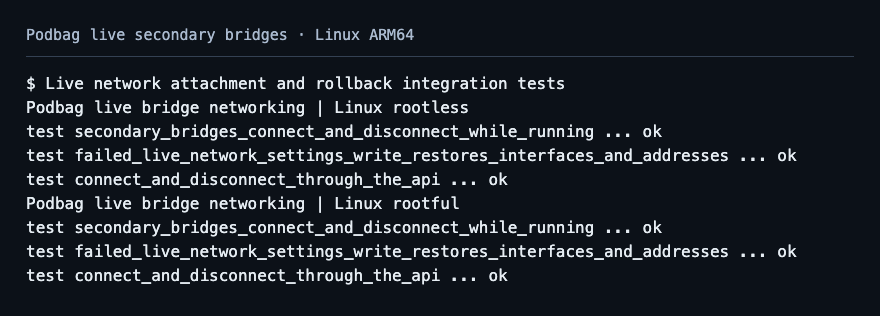 Podbag live secondary bridges · Linux ARM64
$ Live network attachment and rollback integration tests
Podbag live bridge networking | Linux rootless
test secondary_bridges_connect_and_disconnect_while_running ... ok
test failed_live_network_settings_write_restores_interfaces_and_addresses ... ok
test connect_and_disconnect_through_the_api ... ok
Podbag live bridge networking | Linux rootful
test secondary_bridges_connect_and_disconnect_while_running ... ok
test failed_live_network_settings_write_restores_interfaces_and_addresses ... ok
test connect_and_disconnect_through_the_api ... ok